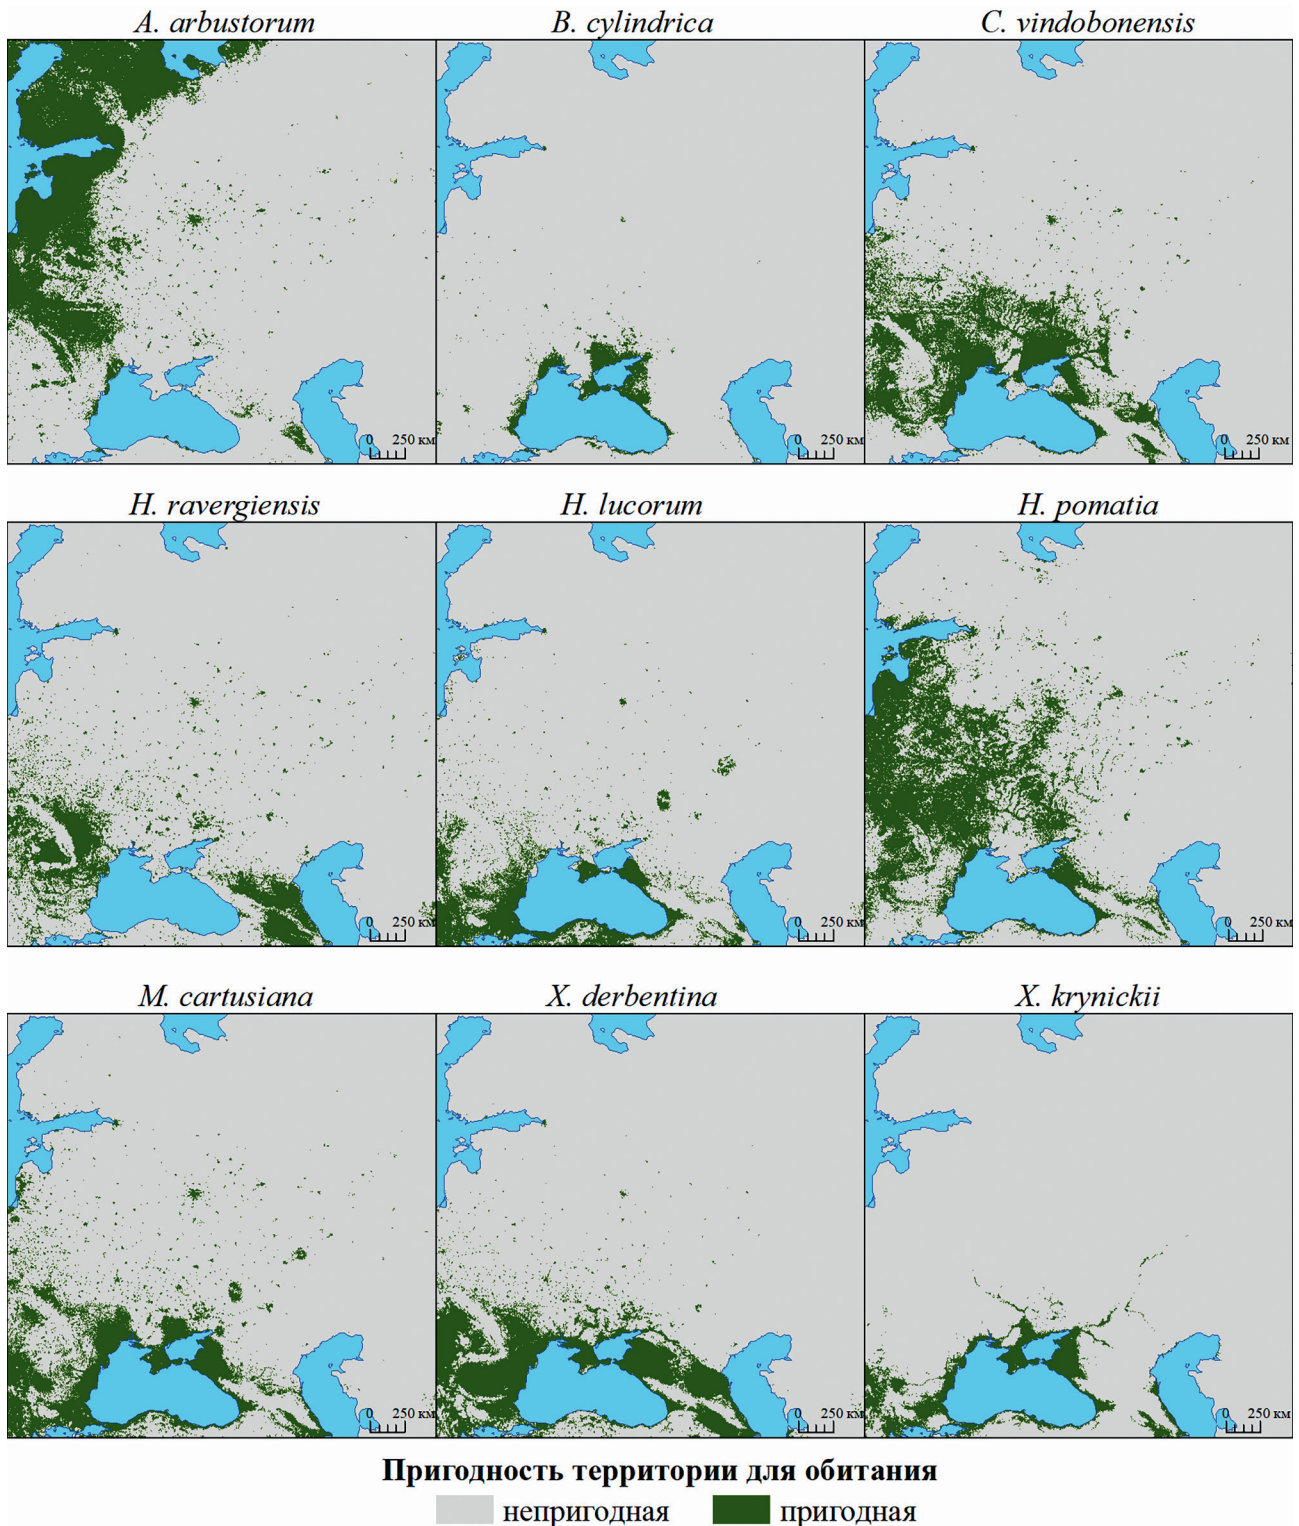 A. arbustorum B. cylindrica C. vindobonensis
0 250 км 0 250 км 0 250 км
H. ravergiensis H. lucorum H. pomatia
0 250 км 0 250 км 0 250 км
M. cartusiana X. derbentina X. krynickii
0 250 км 0 250 км 0 250 км
Пригодность территории для обитания
непригодная пригодная